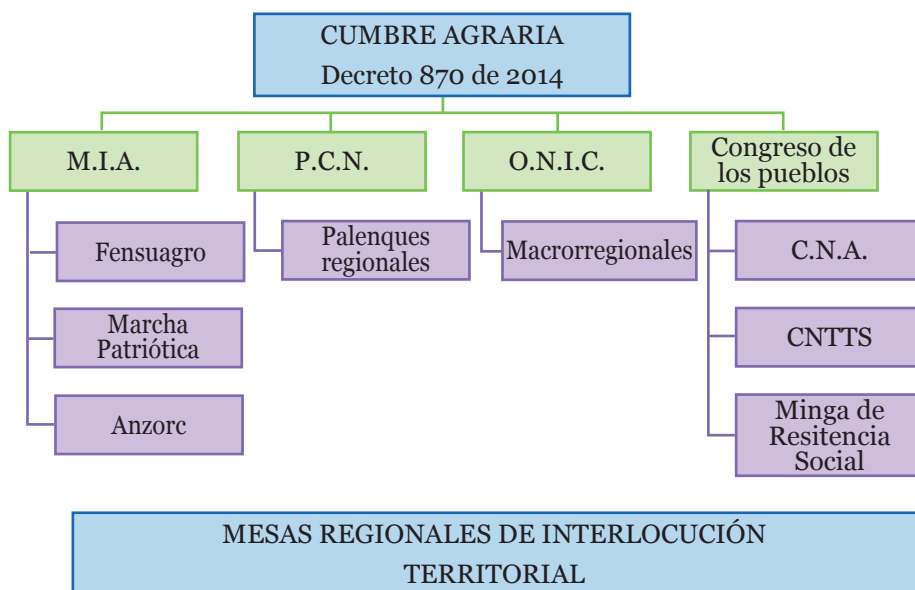 CUMBRE AGRARIA
Decreto 870 de 2014
M.I.A.
P.C.N.
O.N.I.C.
Congreso de
los pueblos
Fensuagro
Marcha
Patriótica
Anzorc
Palenques
regionales
Macrorregionales
C.N.A.
CNTTS
Minga de
Resitencia
Social
MESAS REGIONALES DE INTERLOCUCIÓN
TERRITORIAL